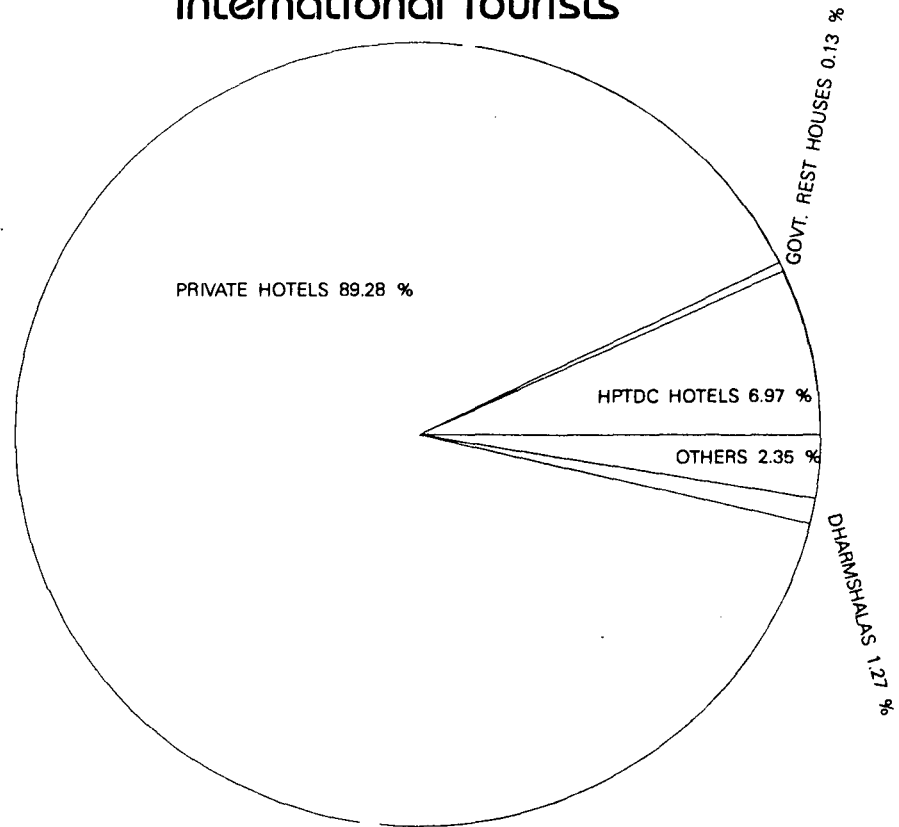 International Tourists
GOVT. REST HOUSES 0.13 %
PRIVATE HOTELS 89.28 %
HPTDC HOTELS 6.97 %
OTHERS 2.35 %
DHARMSHALAS 1.27 %